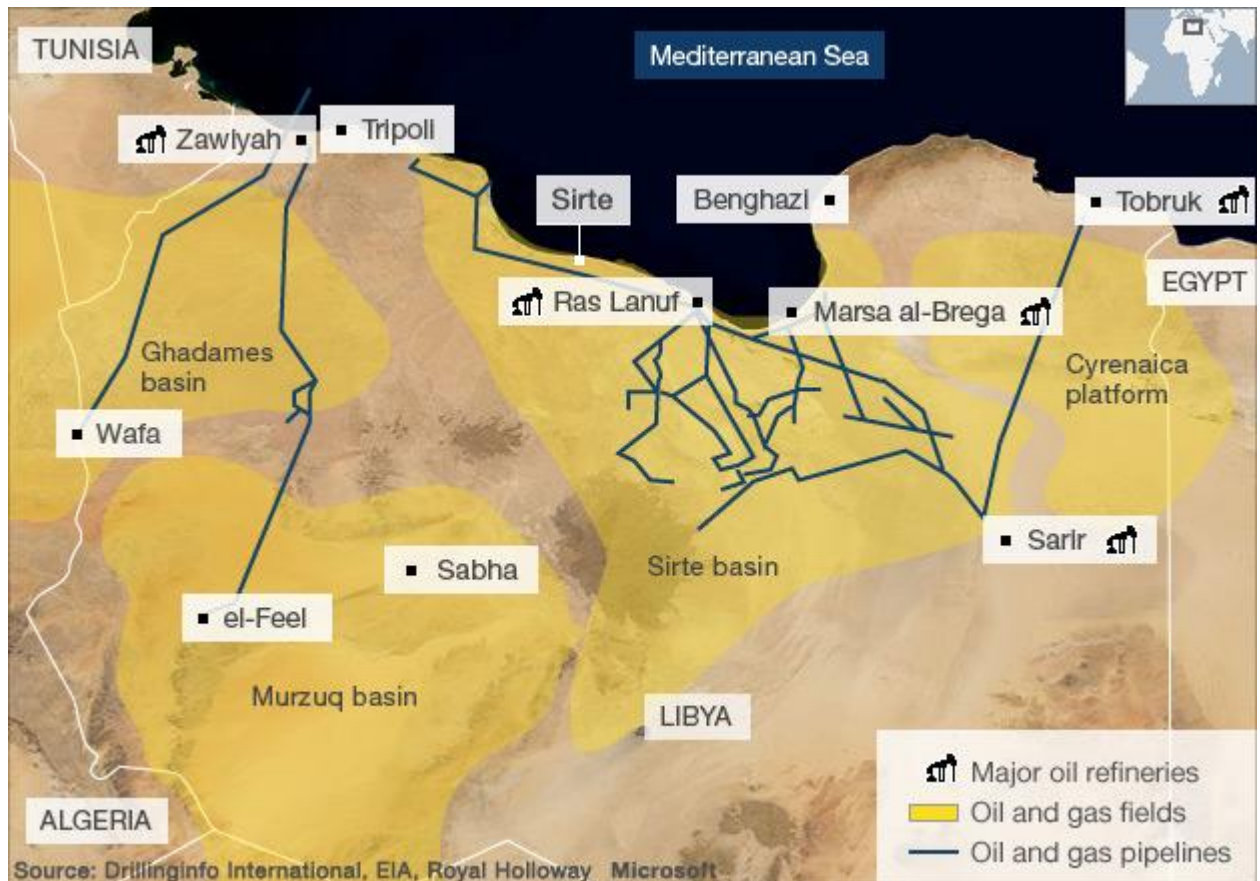 TUNISIA
Mediterranean Sea
Zawiyah
Tripoli
Sirte
Benghazi
Tobruk
EGYPT
Ras Lanuf
Marsa al-Brega
Ghadames
basin
Cyrenaica
platform
Wafa
Sarir
Sirte basin
Sabha
el-Feel
Murzuq basin
LIBYA
ALGERIA
Major oil refineries
Oil and gas fields
Oil and gas pipelines
Source: Drillinginfo International, EIA, Royal Holloway Microsoft